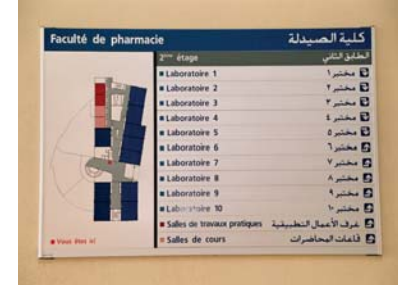 Faculté de pharmacie كلية الصيدلة
2ème étage الطابق الثاني
Laboratoire 1 مختبر ١
Laboratoire 2 مختبر ٢
Laboratoire 3 مختبر ٣
Laboratoire 4 مختبر ٤
Laboratoire 5 مختبر ٥
Laboratoire 6 مختبر ٦
Laboratoire 7 مختبر ٧
Laboratoire 8 مختبر ٨
Laboratoire 9 مختبر ٩
Laboratoire 10 مختبر ١٠
Salles de travaux pratiques غرف الأعمال التطبيقية
Salles de cours قاعات المحاضرات
Vous êtes ici